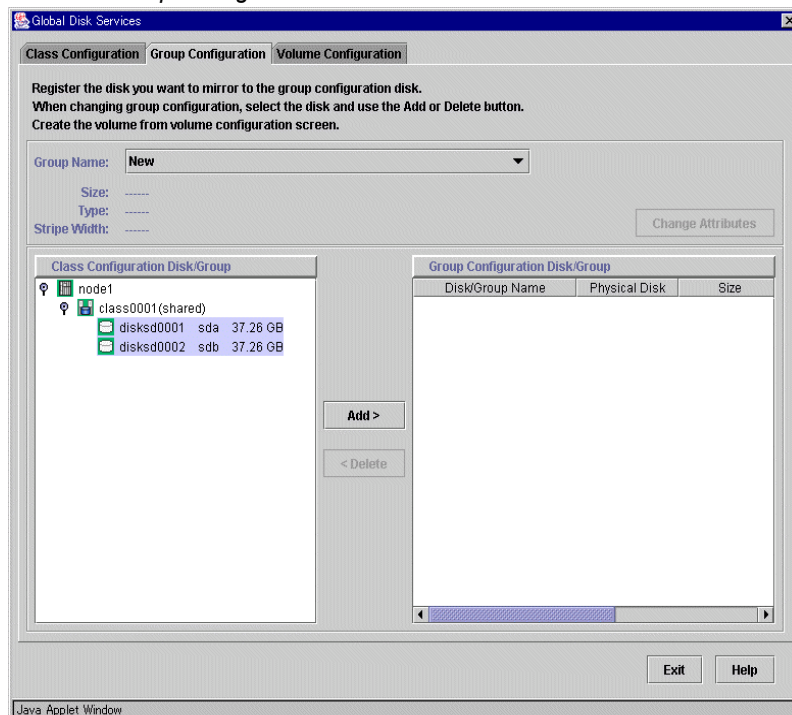 Global Disk Services
Class Configuration Group Configuration Volume Configuration
Register the disk you want to mirror to the group configuration disk.
When changing group configuration, select the disk and use the Add or Delete button.
Create the volume from volume configuration screen.
Group Name: New
Size: ------
Type: ------
Stripe Width: ------
Change Attributes
Class Configuration Disk/Group
node1
class0001(shared)
disksd0001 sda 37.26 GB
disksd0002 sdb 37.26 GB
Add >
< Delete
Group Configuration Disk/Group
Disk/Group Name Physical Disk Size
Exit Help
Java Applet Window